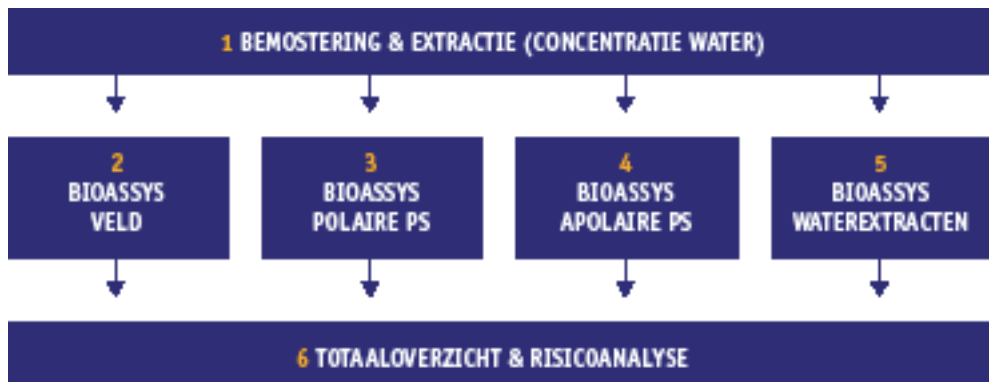 1 BEMOSTERING & EXTRACTIE (CONCENTRATIE WATER)
2
BIOASSYS
VELD
3
BIOASSYS
POLAIRE PS
4
BIOASSYS
APOLAIRE PS
5
BIOASSYS
WATEREXTRACTEN
6 TOTAALOVERZICHT & RISICOANALYSE